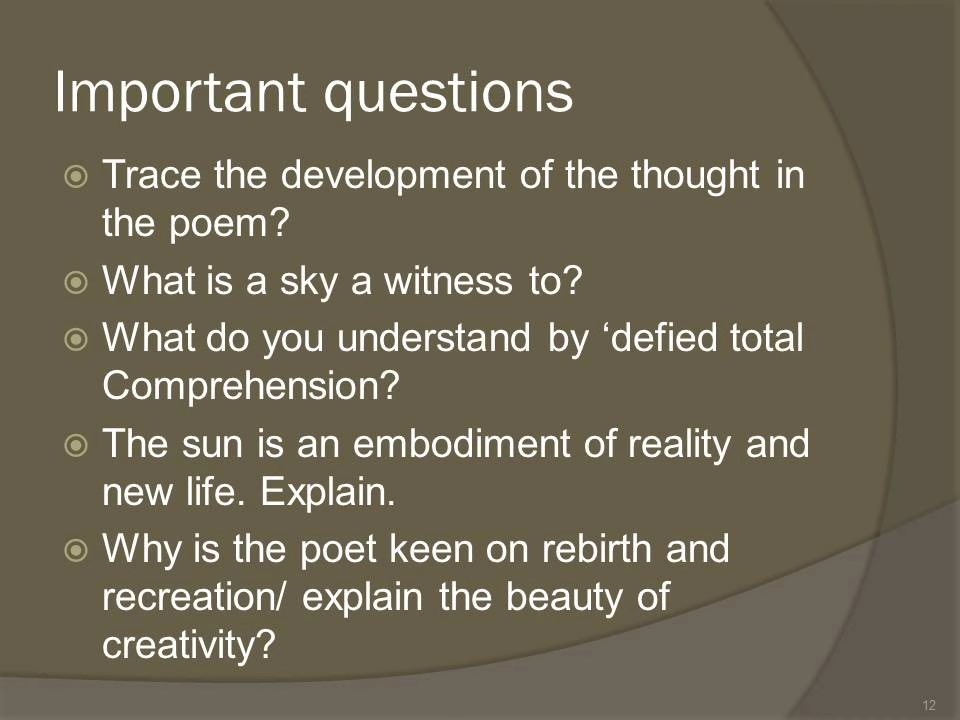 Important questions
Trace the development of the thought in
the poem?
What is a sky a witness to?
What do you understand by ‘defied total
Comprehension?
The sun is an embodiment of reality and
new life. Explain.
Why is the poet keen on rebirth and
recreation/ explain the beauty of
creativity?
12